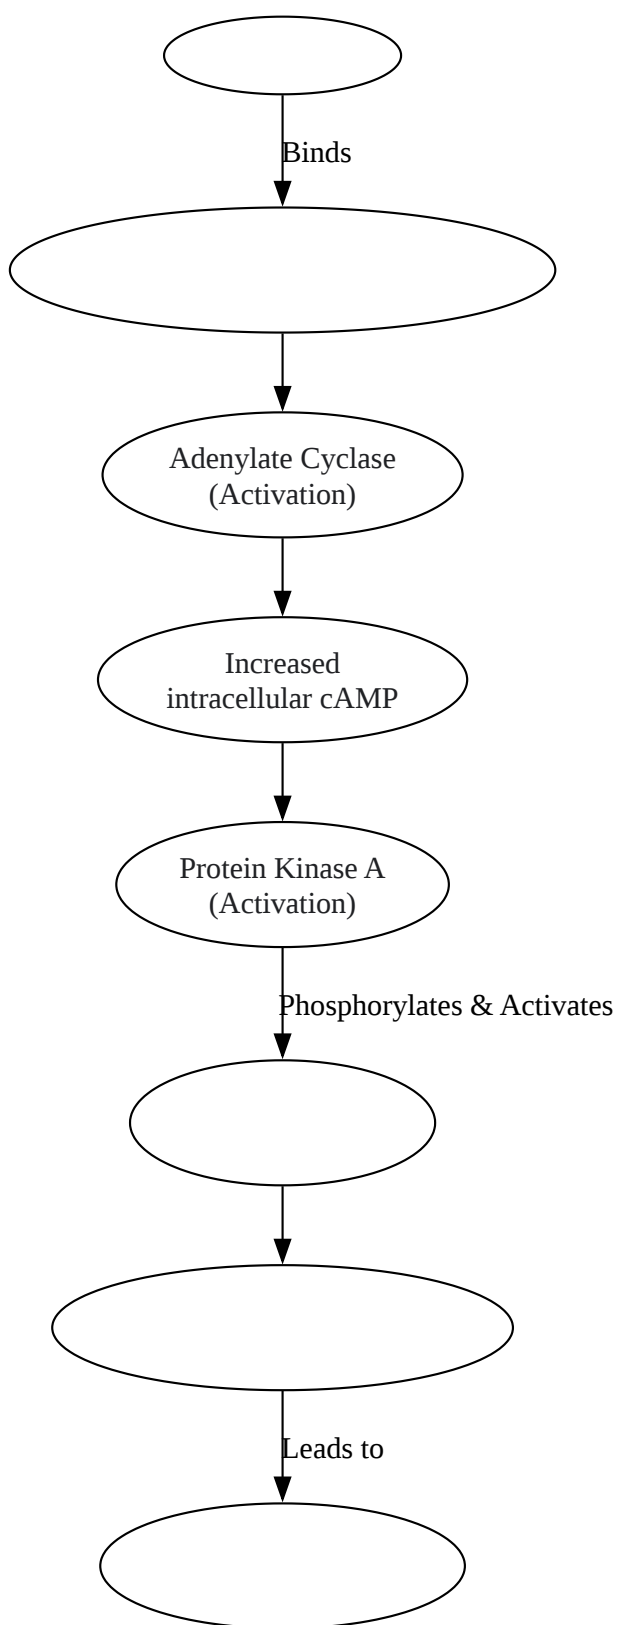 Binds
Adenylate Cyclase
(Activation)
Increased
intracellular cAMP
Protein Kinase A
(Activation)
Phosphorylates & Activates
Leads to